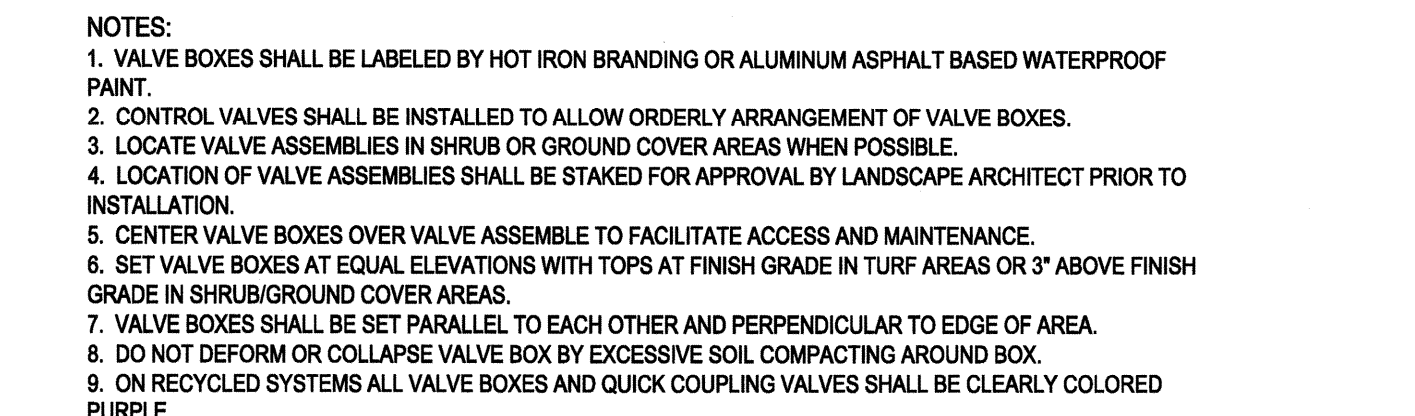 NOTES:
1. VALVE BOXES SHALL BE LABELED BY HOT IRON BRANDING OR ALUMINUM ASPHALT BASED WATERPROOF
PAINT.
2. CONTROL VALVES SHALL BE INSTALLED TO ALLOW ORDERLY ARRANGEMENT OF VALVE BOXES.
3. LOCATE VALVE ASSEMBLIES IN SHRUB OR GROUND COVER AREAS WHEN POSSIBLE.
4. LOCATION OF VALVE ASSEMBLIES SHALL BE STAKED FOR APPROVAL BY LANDSCAPE ARCHITECT PRIOR TO
INSTALLATION.
5. CENTER VALVE BOXES OVER VALVE ASSEMBLE TO FACILITATE ACCESS AND MAINTENANCE.
6. SET VALVE BOXES AT EQUAL ELEVATIONS WITH TOPS AT FINISH GRADE IN TURF AREAS OR 3" ABOVE FINISH
GRADE IN SHRUB/GROUND COVER AREAS.
7. VALVE BOXES SHALL BE SET PARALLEL TO EACH OTHER AND PERPENDICULAR TO EDGE OF AREA.
8. DO NOT DEFORM OR COLLAPSE VALVE BOX BY EXCESSIVE SOIL COMPACTING AROUND BOX.
9. ON RECYCLED SYSTEMS ALL VALVE BOXES AND QUICK COUPLING VALVES SHALL BE CLEARLY COLORED
PURPLE